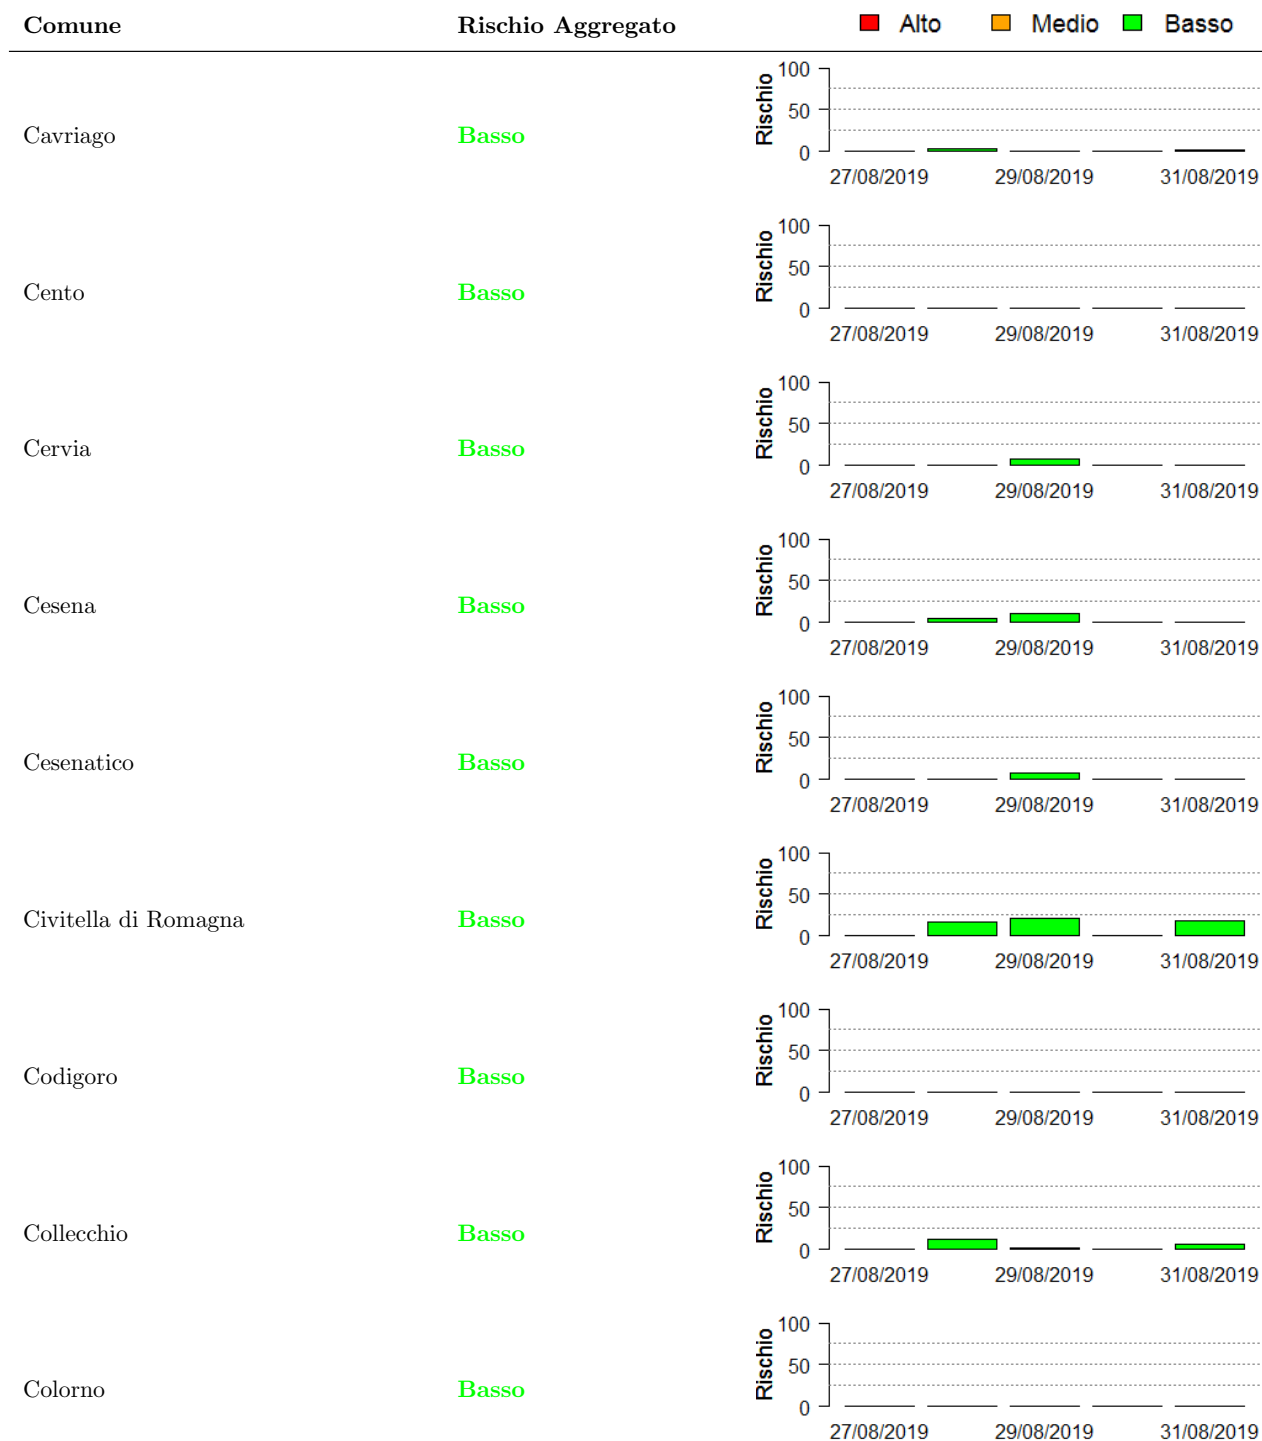 Comune Rischio Aggregato Alto Medio Basso
100
50
0
Rischio
Cavriago Basso
27/08/2019 29/08/2019 31/08/2019
100
50
0
Rischio
Cento Basso
27/08/2019 29/08/2019 31/08/2019
100
50
0
Rischio
Cervia Basso
27/08/2019 29/08/2019 31/08/2019
100
50
0
Rischio
Cesena Basso
27/08/2019 29/08/2019 31/08/2019
100
50
0
Rischio
Cesenatico Basso
27/08/2019 29/08/2019 31/08/2019
100
50
0
Rischio
Civitella di Romagna Basso
27/08/2019 29/08/2019 31/08/2019
100
50
0
Rischio
Codigoro Basso
27/08/2019 29/08/2019 31/08/2019
100
50
0
Rischio
Collecchio Basso
27/08/2019 29/08/2019 31/08/2019
100
50
0
Rischio
Colorno Basso
27/08/2019 29/08/2019 31/08/2019